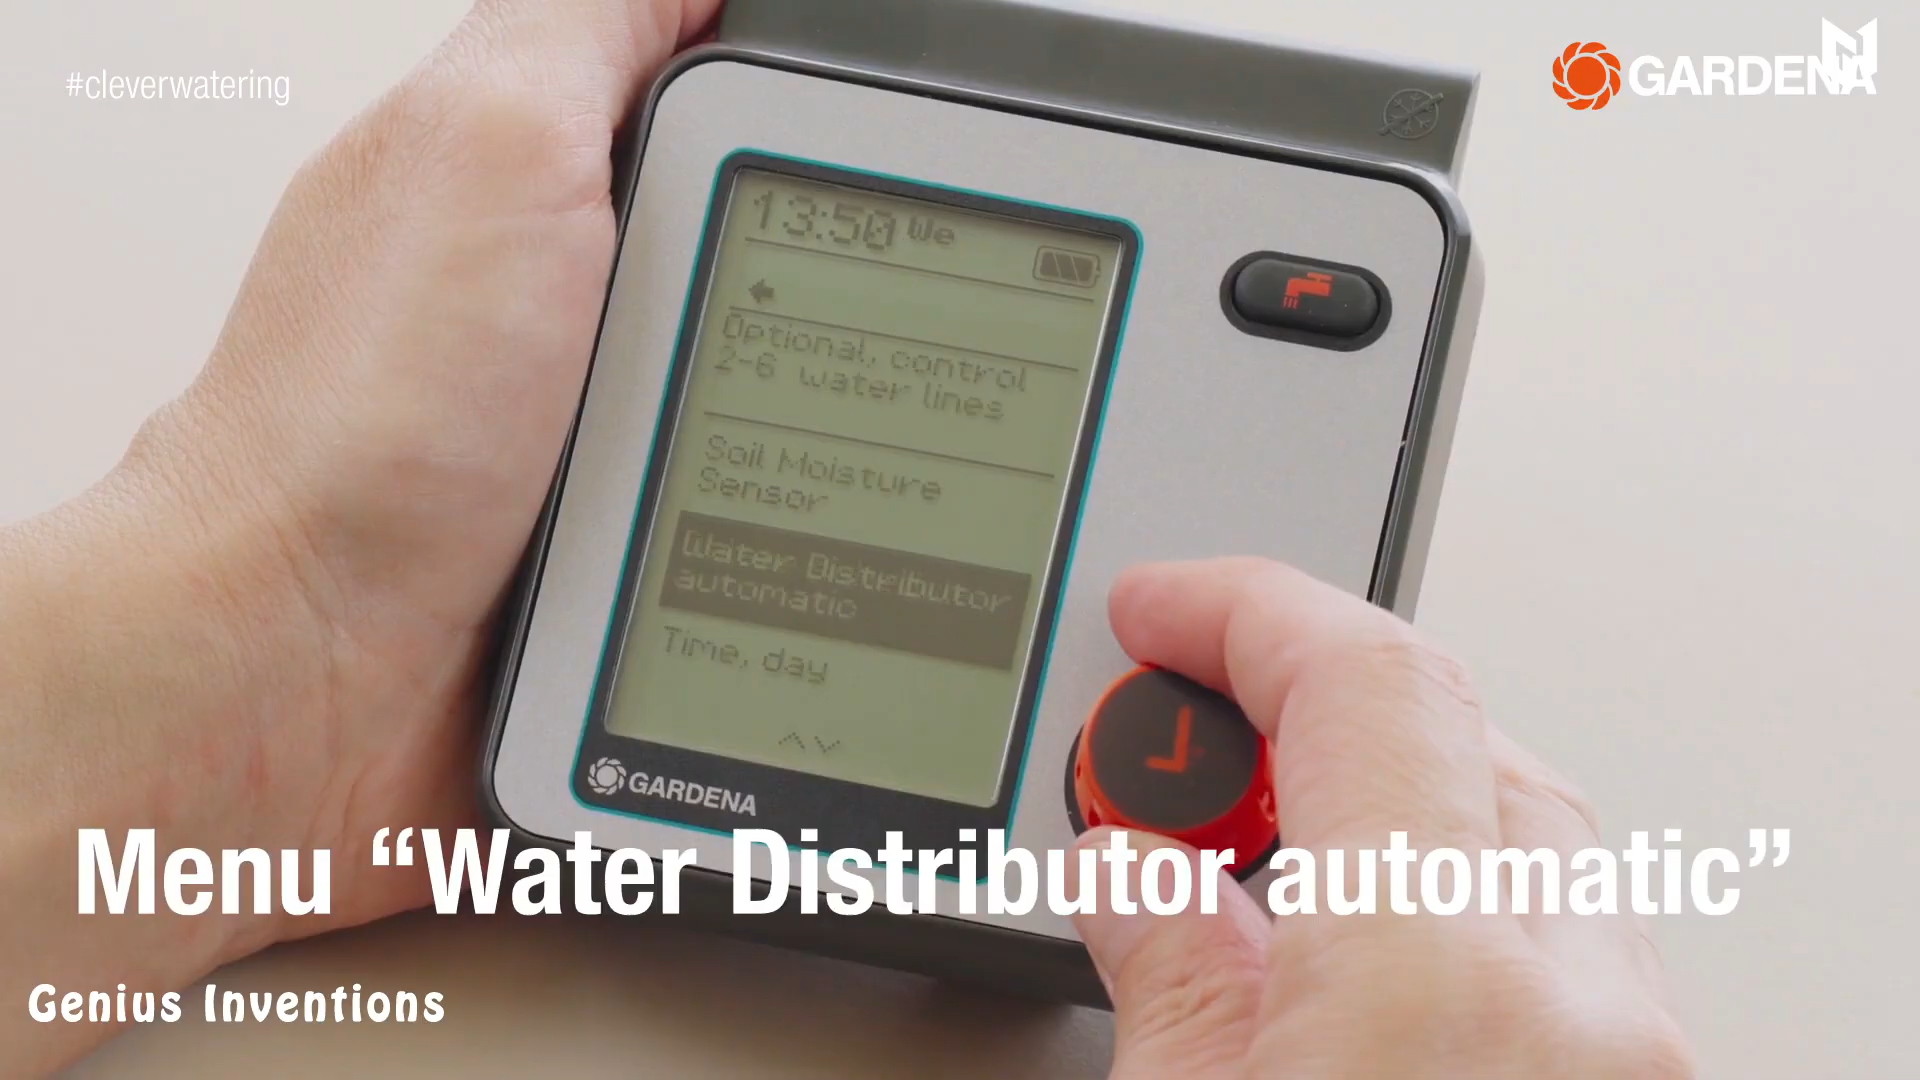 #cleverwatering
GARDENA
13:50 We
Optional, control
2-6 water lines
Soil Moisture
Sensor
Water Distributor
automatic
Time, day
GARDENA
Menu “Water Distributor automatic”
Genius Inventions